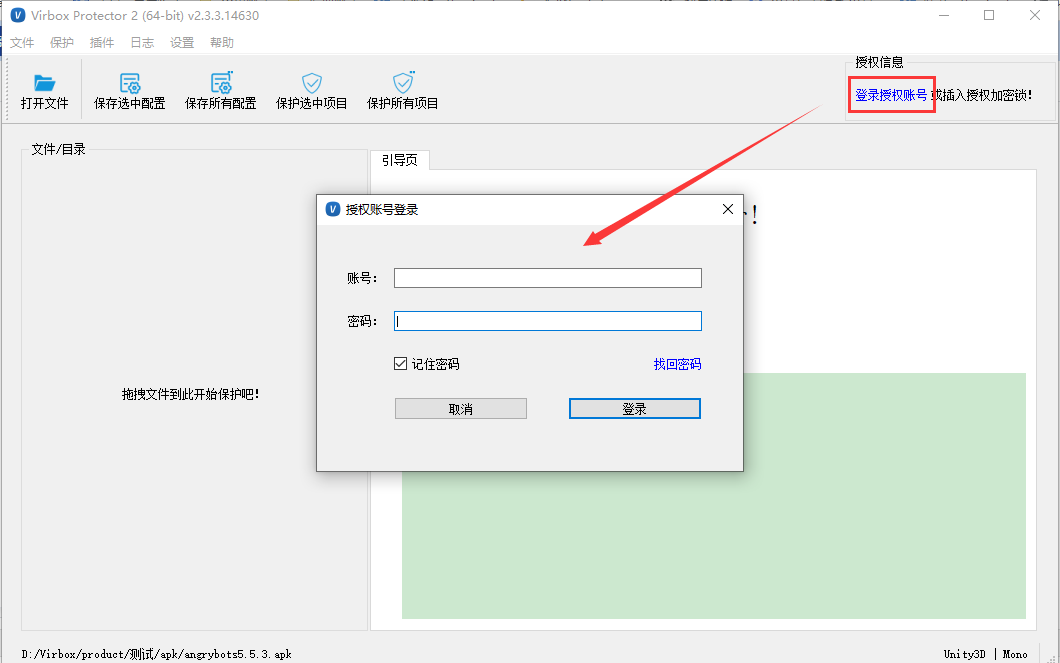 Virbox Protector 2 (64-bit) v2.3.3.14630
文件 保护 插件 日志 设置 帮助
打开文件 保存选中配置 保存所有配置 保护选中项目 保护所有项目
授权信息
登录授权账号 或插入授权加密锁!
文件/目录
引导页
授权账号登录
!
账号:
密码:
记住密码 找回密码
拖拽文件到此开始保护吧!
取消 登录
D:/Virbox/product/测试/apk/angrybots5.5.3.apk
Unity3D | Mono